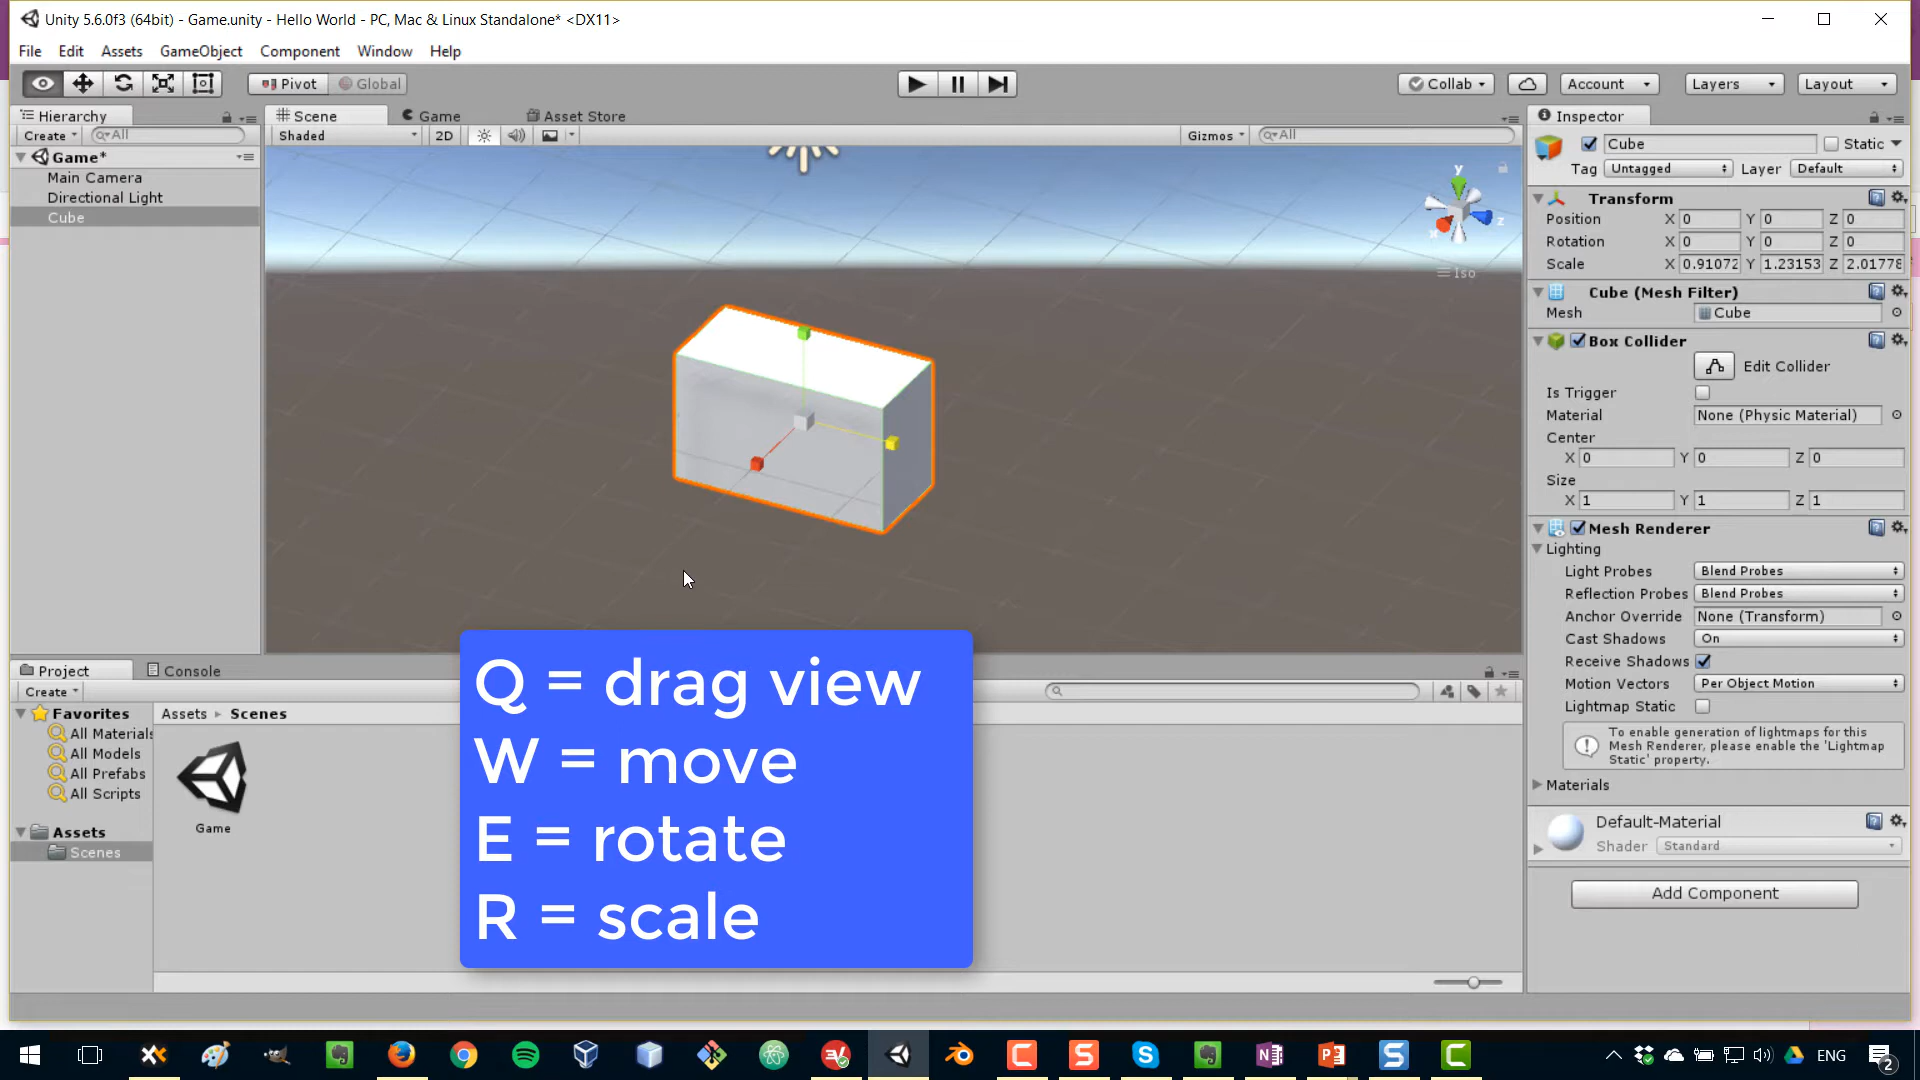 Unity 5.6.0f3 (64bit) - Game.unity - Hello World - PC, Mac & Linux Standalone* <DX11>
File Edit Assets GameObject Component Window Help
Pivot Global Collab Account Layers Layout
Hierarchy
Create All
Game*
Main Camera
Directional Light
Cube
Scene Game Asset Store
Shaded 2D Gizmos All
y
x
z
Iso
Inspector
Cube Static
Tag Untagged Layer Default
Transform
Position X 0 Y 0 Z 0
Rotation X 0 Y 0 Z 0
Scale X 0.91072 Y 1.23153 Z 2.01778
Cube (Mesh Filter)
Mesh Cube
Box Collider
Edit Collider
Is Trigger
Material None (Physic Material)
Center
X 0 Y 0 Z 0
Size
X 1 Y 1 Z 1
Mesh Renderer
Lighting
Light Probes Blend Probes
Reflection Probes Blend Probes
Anchor Override None (Transform)
Cast Shadows On
Receive Shadows
Motion Vectors Per Object Motion
Lightmap Static
To enable generation of lightmaps for this
Mesh Renderer, please enable the 'Lightmap
Static' property.
Materials
Default-Material
Shader Standard
Add Component
Project Console
Create
Favorites
All Materials
All Models
All Prefabs
All Scripts
Assets
Scenes
Assets Scenes
Game
Q = drag view
W = move
E = rotate
R = scale
ENG
2